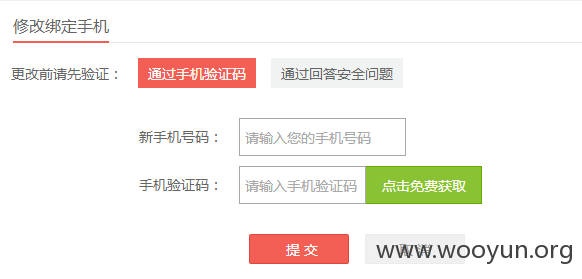 修改绑定手机
更改前请先验证： 通过手机验证码 通过回答安全问题
新手机号码： 请输入您的手机号码
手机验证码： 请输入手机验证码 点击免费获取
提 交
www.wooyun.org